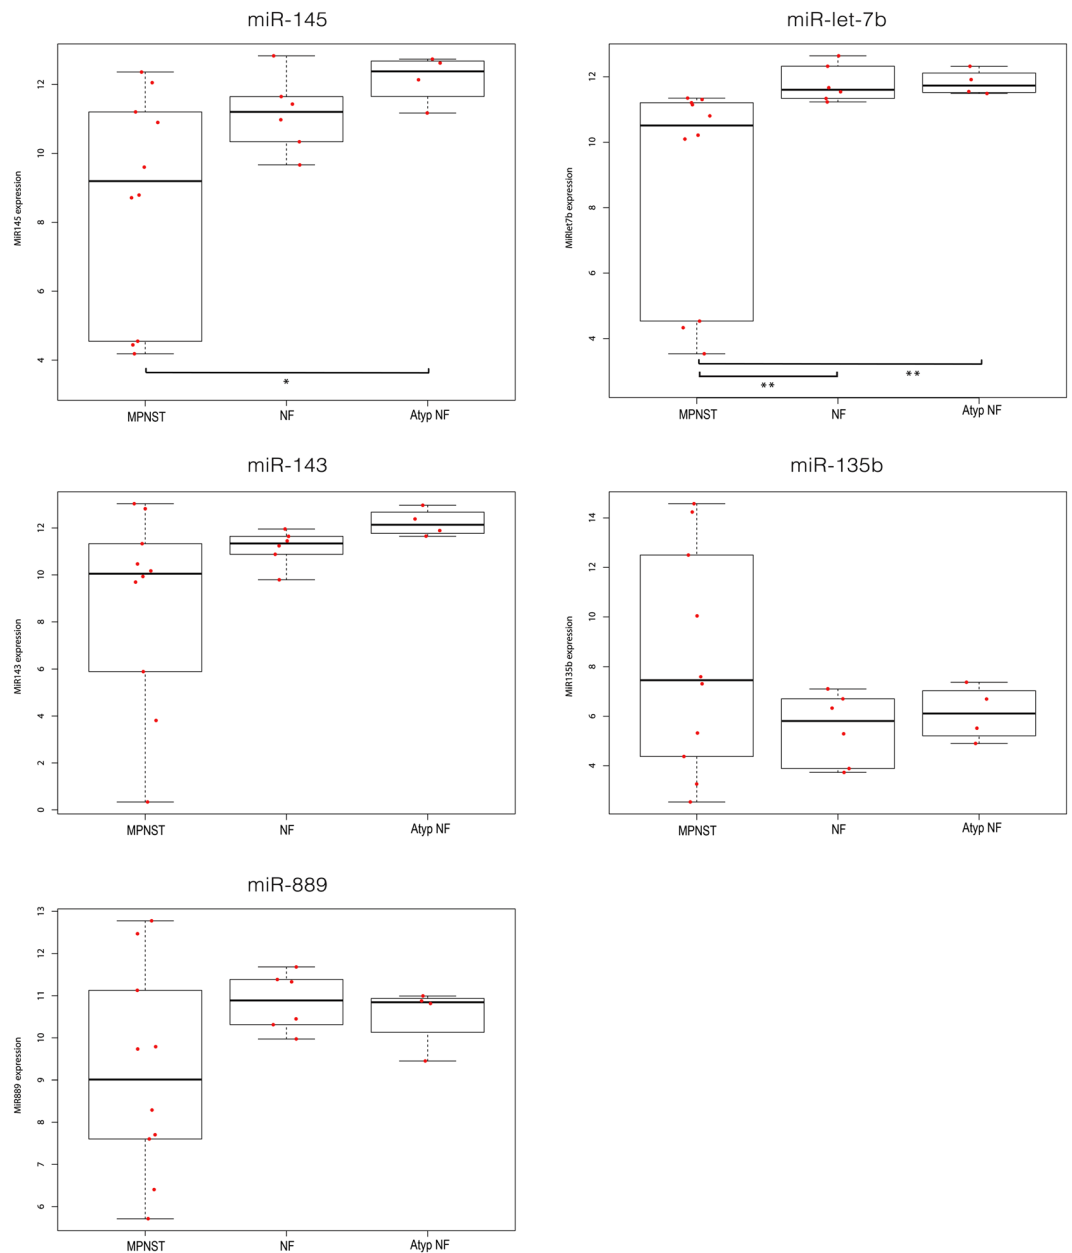 miR-145
MiR145 expression
12
10
8
6
4
*
MPNST NF Atyp NF
miR-let-7b
MiRlet7b expression
12
10
8
6
4
**
**
MPNST NF Atyp NF
miR-143
MiR143 expression
12
10
8
6
4
2
0
MPNST NF Atyp NF
miR-135b
MiR135b expression
14
12
10
8
6
4
MPNST NF Atyp NF
miR-889
MiR889 expression
13
12
11
10
9
8
7
6
MPNST NF Atyp NF